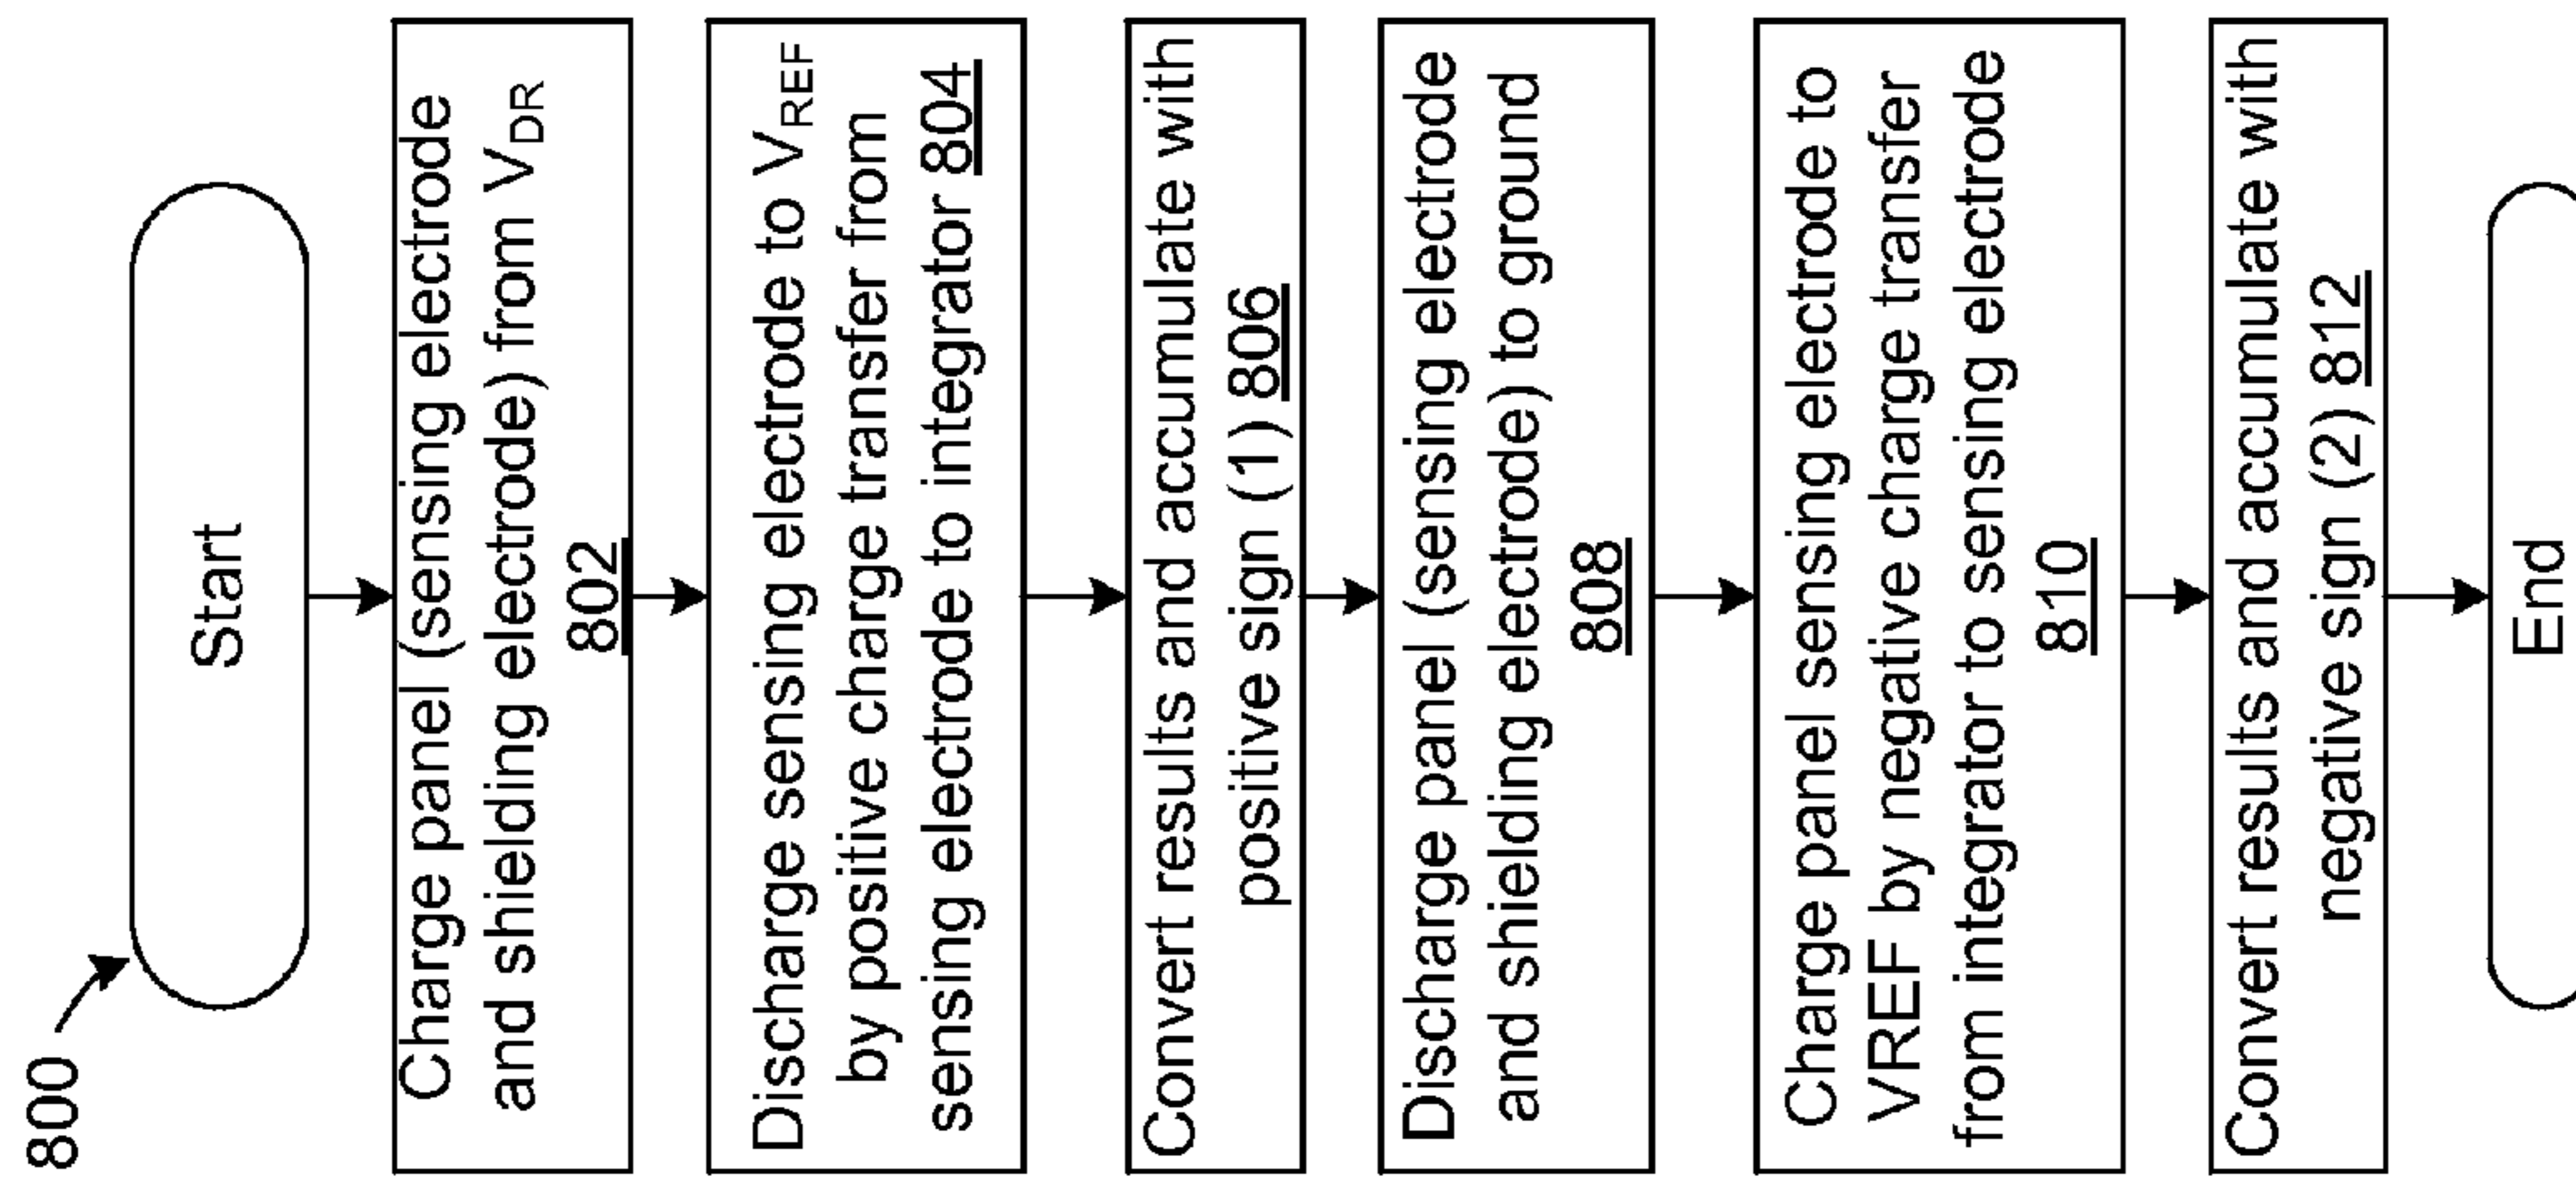 800
Start
Charge panel (sensing electrode
and shielding electrode) from VDR
802
Discharge sensing electrode to VREF
by positive charge transfer from
sensing electrode to integrator 804
Convert results and accumulate with
positive sign (1) 806
Discharge panel (sensing electrode
and shielding electrode) to ground
808
Charge panel sensing electrode to
VREF by negative charge transfer
from integrator to sensing electrode
810
Convert results and accumulate with
negative sign (2) 812
End